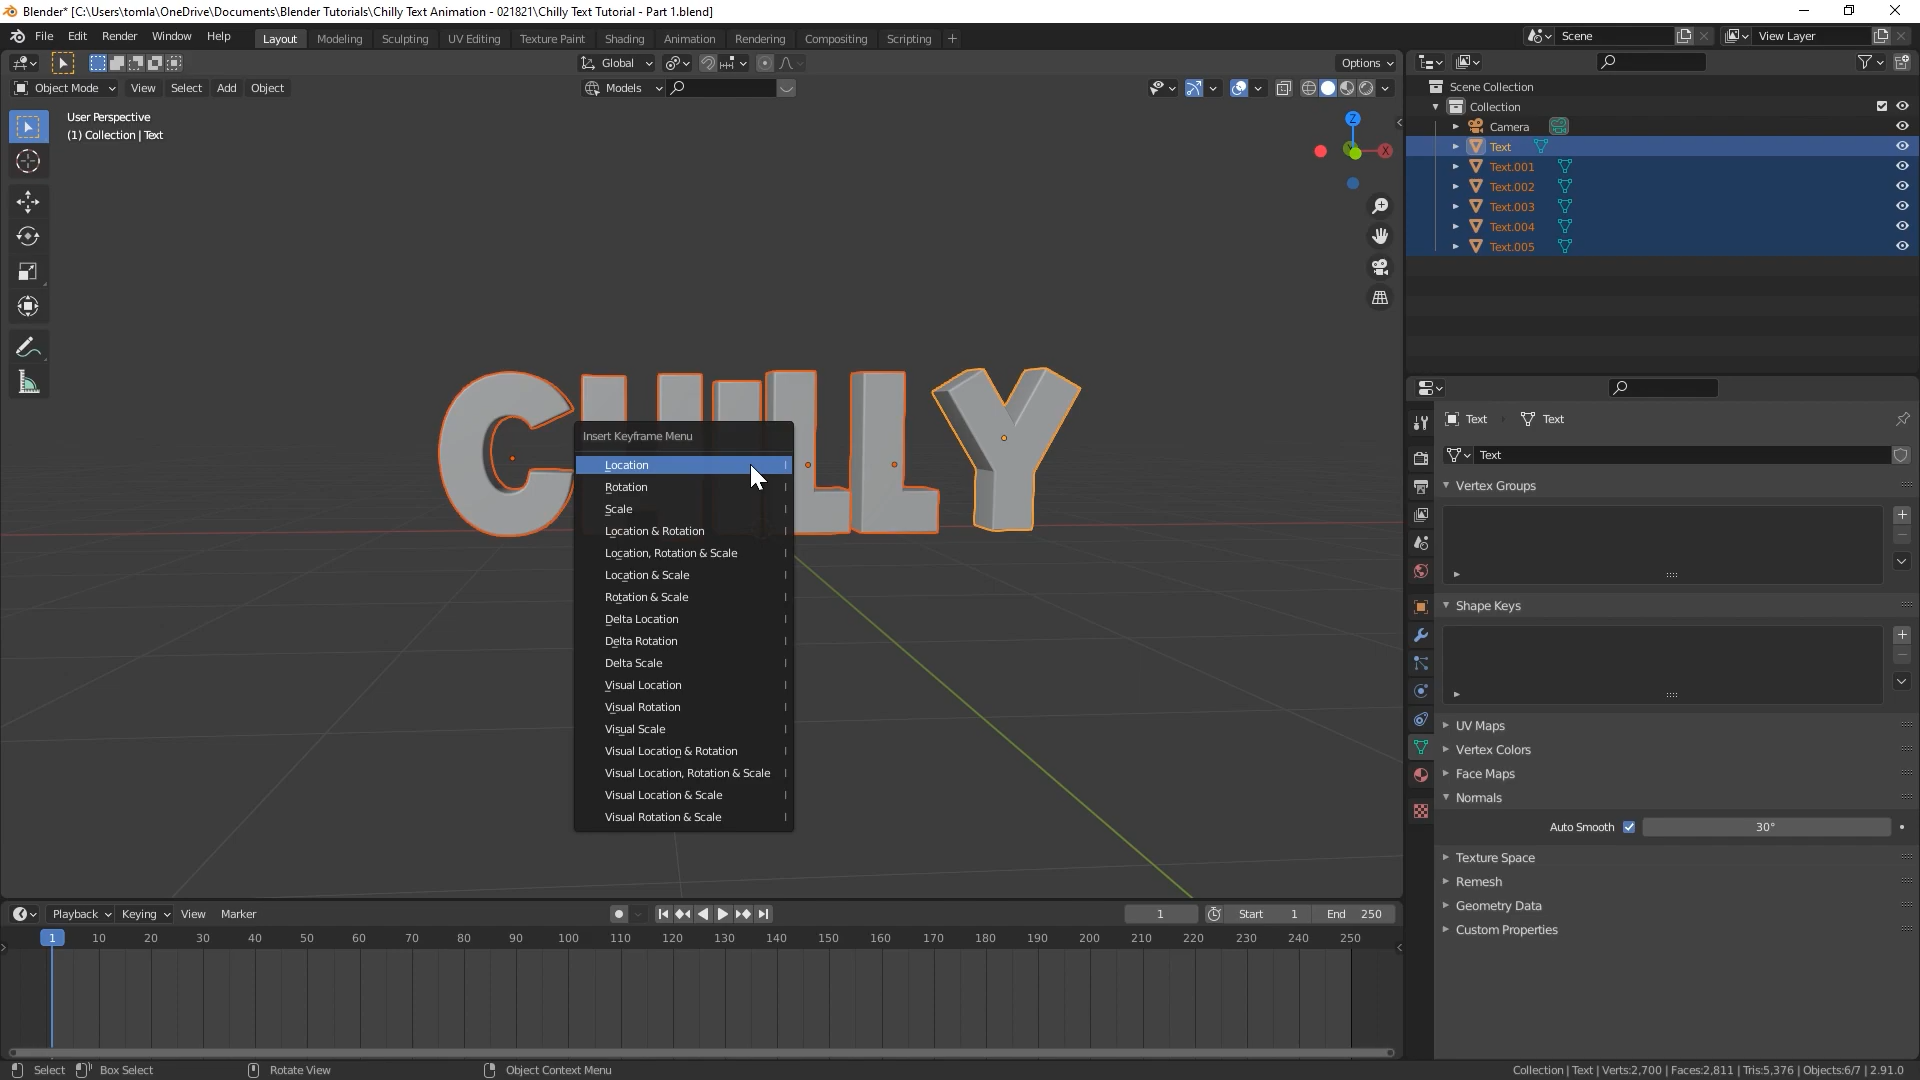 Blender* [C:\Users\tomla\OneDrive\Documents\Blender Tutorials\Chilly Text Animation - 021821\Chilly Text Tutorial - Part 1.blend]
File Edit Render Window Help Layout Modeling Sculpting UV Editing Texture Paint Shading Animation Rendering Compositing Scripting + Scene View Layer
Global Options
Object Mode View Select Add Object Models
User Perspective
(1) Collection | Text
Z
X
Scene Collection
Collection
Camera
Text
Text.001
Text.002
Text.003
Text.004
Text.005
CHILLY
Insert Keyframe Menu
Location I
Rotation I
Scale I
Location & Rotation I
Location, Rotation & Scale I
Location & Scale I
Rotation & Scale I
Delta Location I
Delta Rotation I
Delta Scale I
Visual Location I
Visual Rotation I
Visual Scale I
Visual Location & Rotation I
Visual Location, Rotation & Scale I
Visual Location & Scale I
Visual Rotation & Scale I
Text Text
Text
Vertex Groups
Shape Keys
UV Maps
Vertex Colors
Face Maps
Normals
Auto Smooth 30°
Texture Space
Remesh
Geometry Data
Custom Properties
Playback Keying View Marker 1 Start 1 End 250
1 10 20 30 40 50 60 70 80 90 100 110 120 130 140 150 160 170 180 190 200 210 220 230 240 250
Select Box Select Rotate View Object Context Menu Collection | Text | Verts:2,700 | Faces:2,811 | Tris:5,376 | Objects:6/7 | 2.91.0